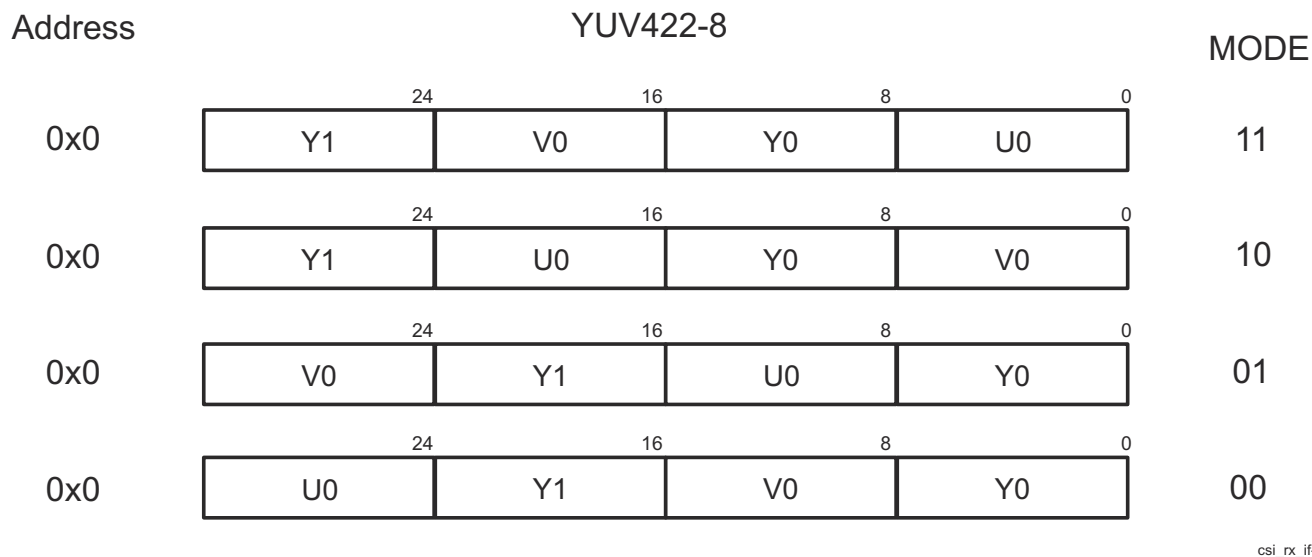 Address YUV422-8 MODE
24 16 8 0
0x0 Y1 V0 Y0 U0 11
24 16 8 0
0x0 Y1 U0 Y0 V0 10
24 16 8 0
0x0 V0 Y1 U0 Y0 01
24 16 8 0
0x0 U0 Y1 V0 Y0 00
csi_rx_if